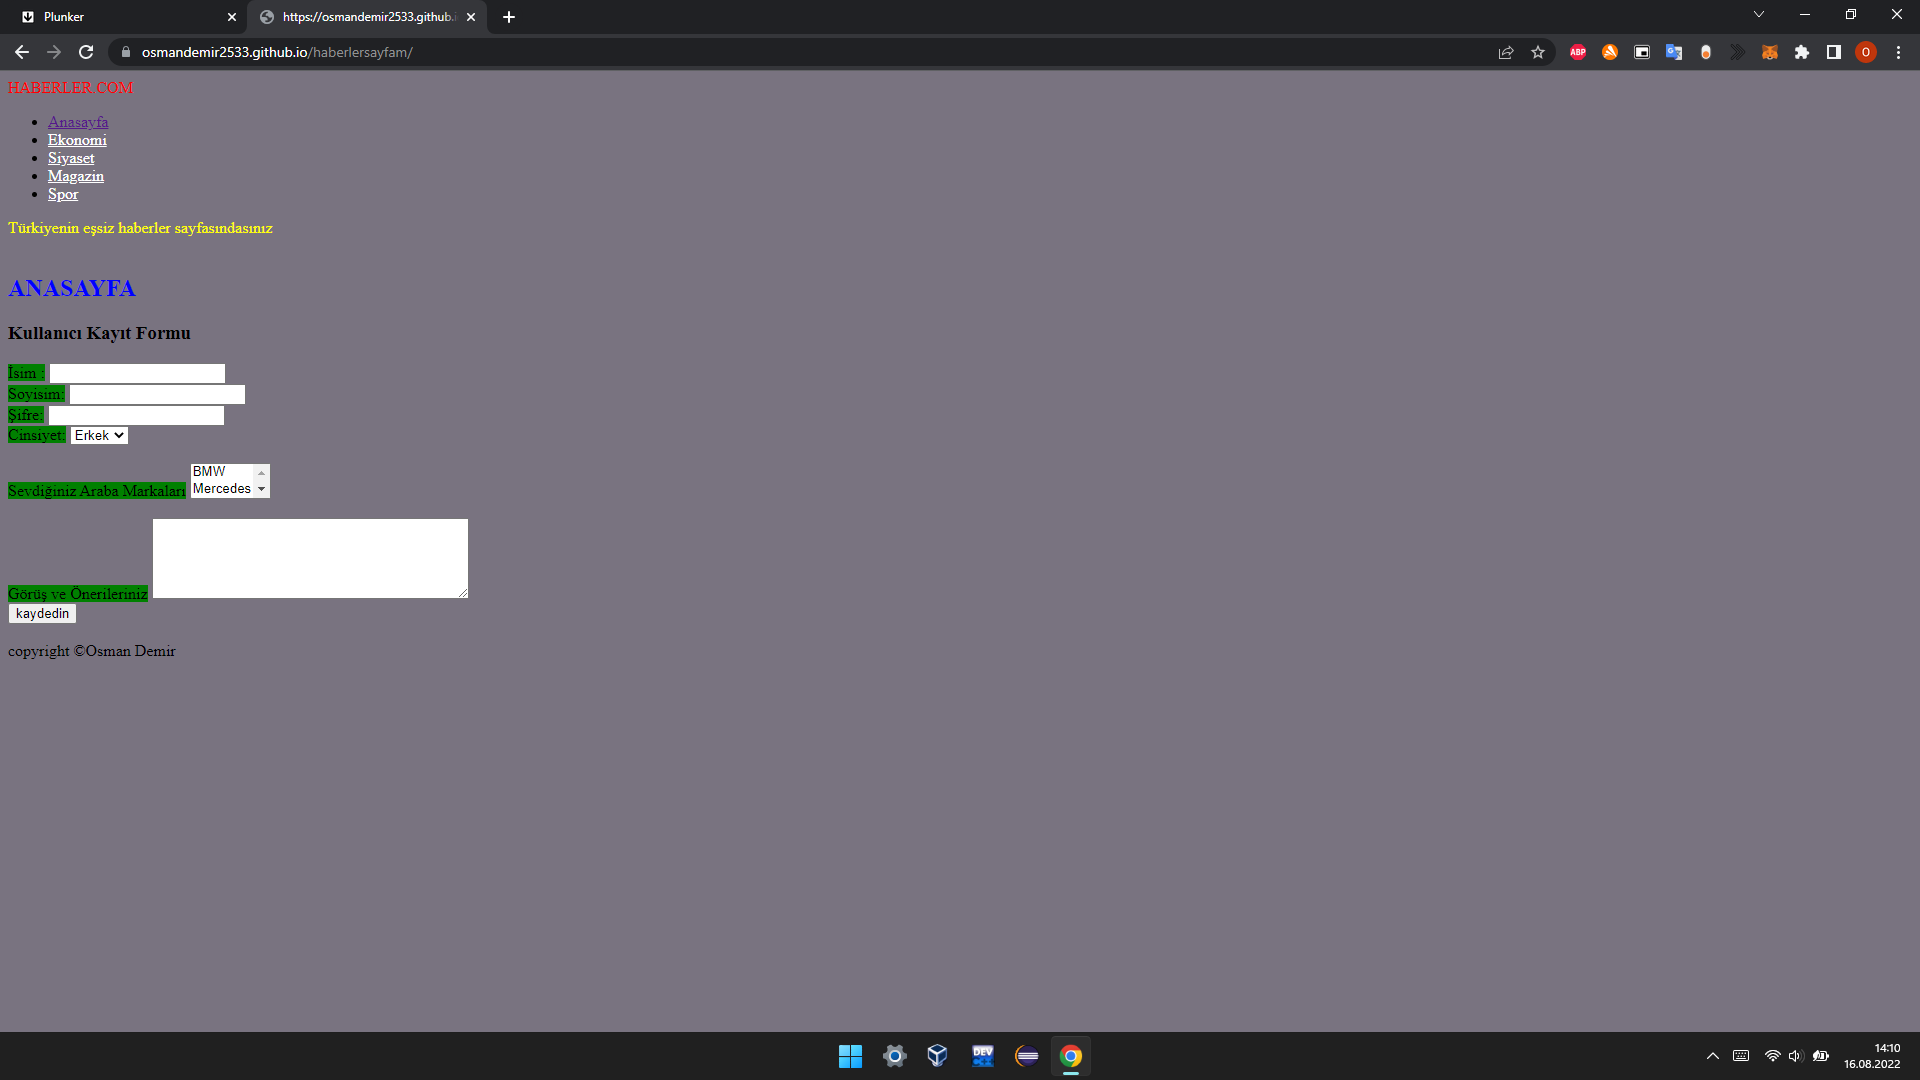 Plunker
https://osmandemir2533.github.i
osmandemir2533.github.io/haberlersayfam/
ABP
O
HABERLER.COM
Anasayfa
Ekonomi
Siyaset
Magazin
Spor
Türkiyenin eşsiz haberler sayfasındasınız
ANASAYFA
Kullanıcı Kayıt Formu
İsim :
Soyisim:
Şifre:
Cinsiyet: Erkek
BMW
Sevdiğiniz Araba Markaları Mercedes
Görüş ve Önerileriniz
kaydedin
copyright ©Osman Demir
DEV
14:10
16.08.2022